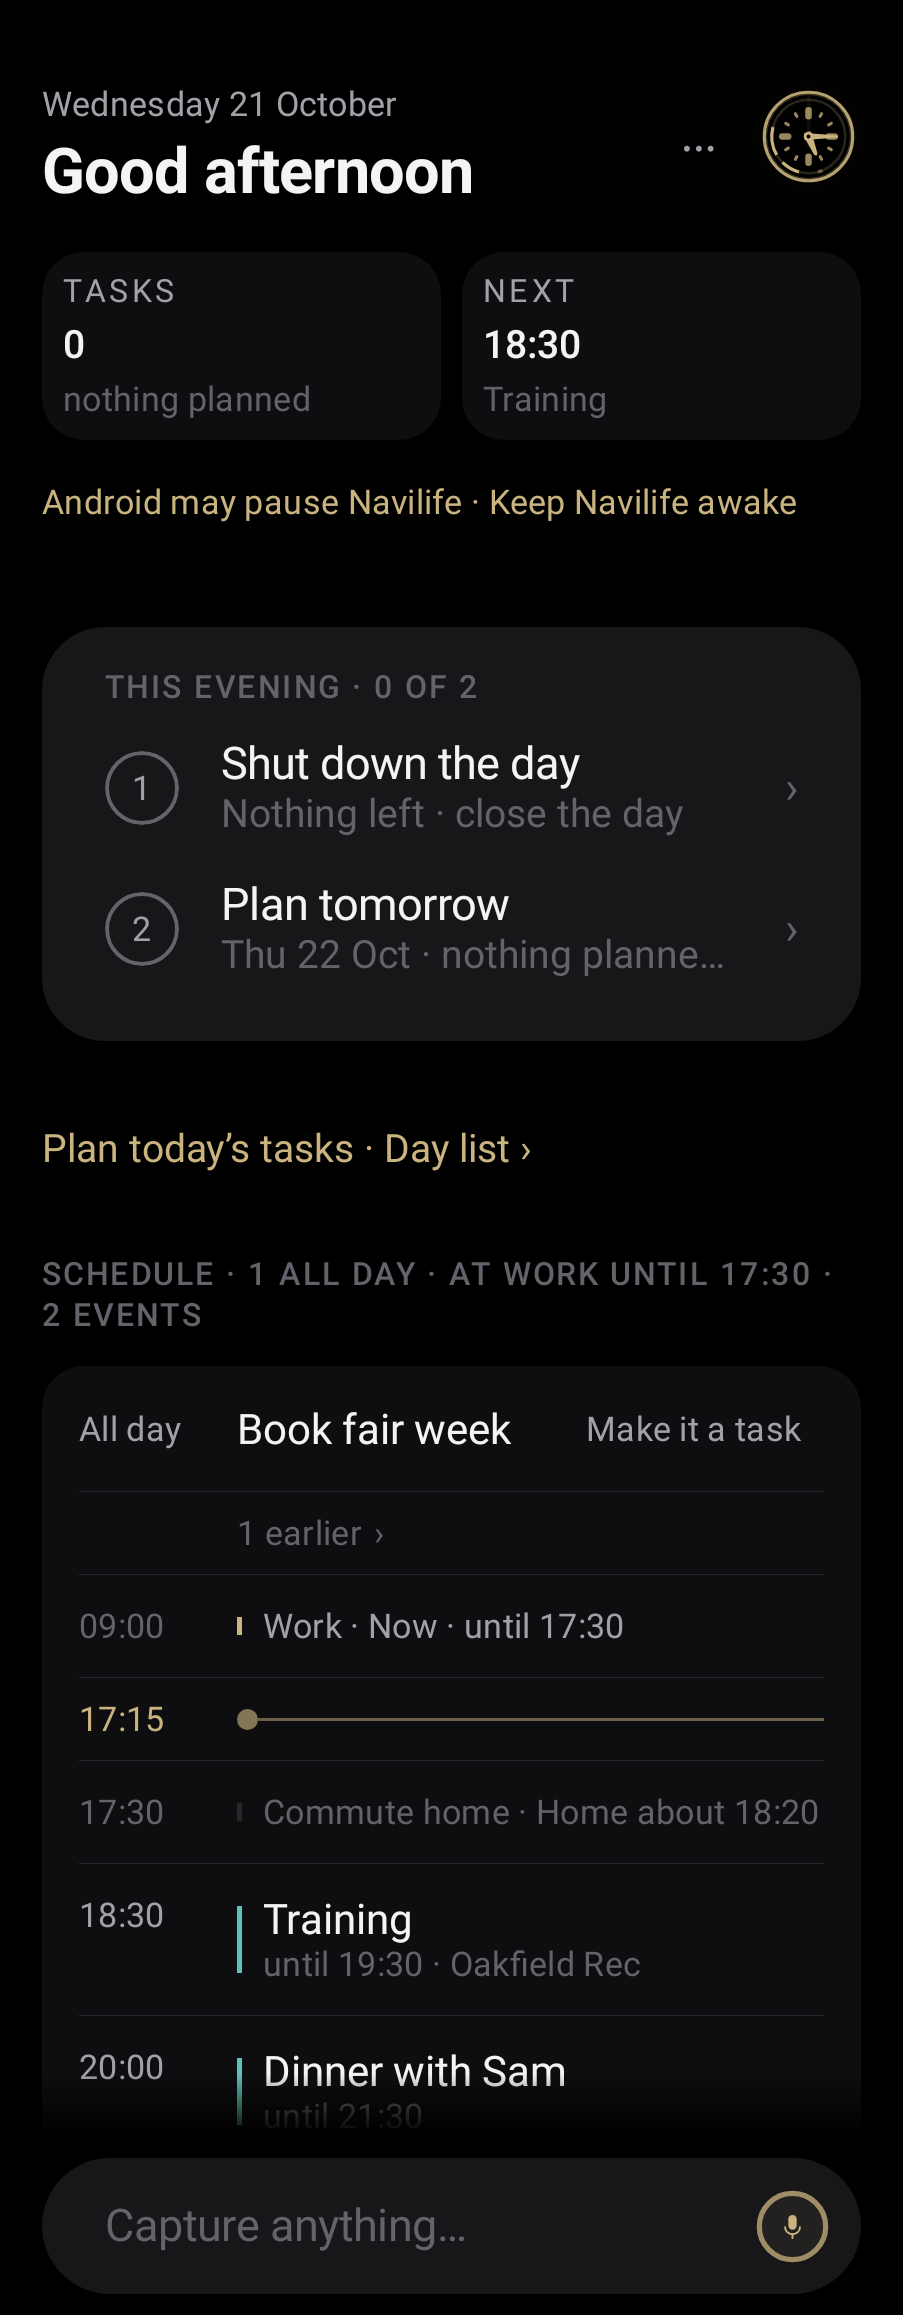 Wednesday 21 October
Good afternoon
...
TASKS
0
nothing planned
NEXT
18:30
Training
Android may pause Navilife · Keep Navilife awake
THIS EVENING · 0 OF 2
1
Shut down the day
Nothing left · close the day
›
2
Plan tomorrow
Thu 22 Oct · nothing planne...
›
Plan today’s tasks · Day list ›
SCHEDULE · 1 ALL DAY · AT WORK UNTIL 17:30 ·
2 EVENTS
All day Book fair week Make it a task
1 earlier ›
09:00 Work · Now · until 17:30
17:15
17:30 Commute home · Home about 18:20
18:30 Training
until 19:30 · Oakfield Rec
20:00 Dinner with Sam
until 21:30
Capture anything...